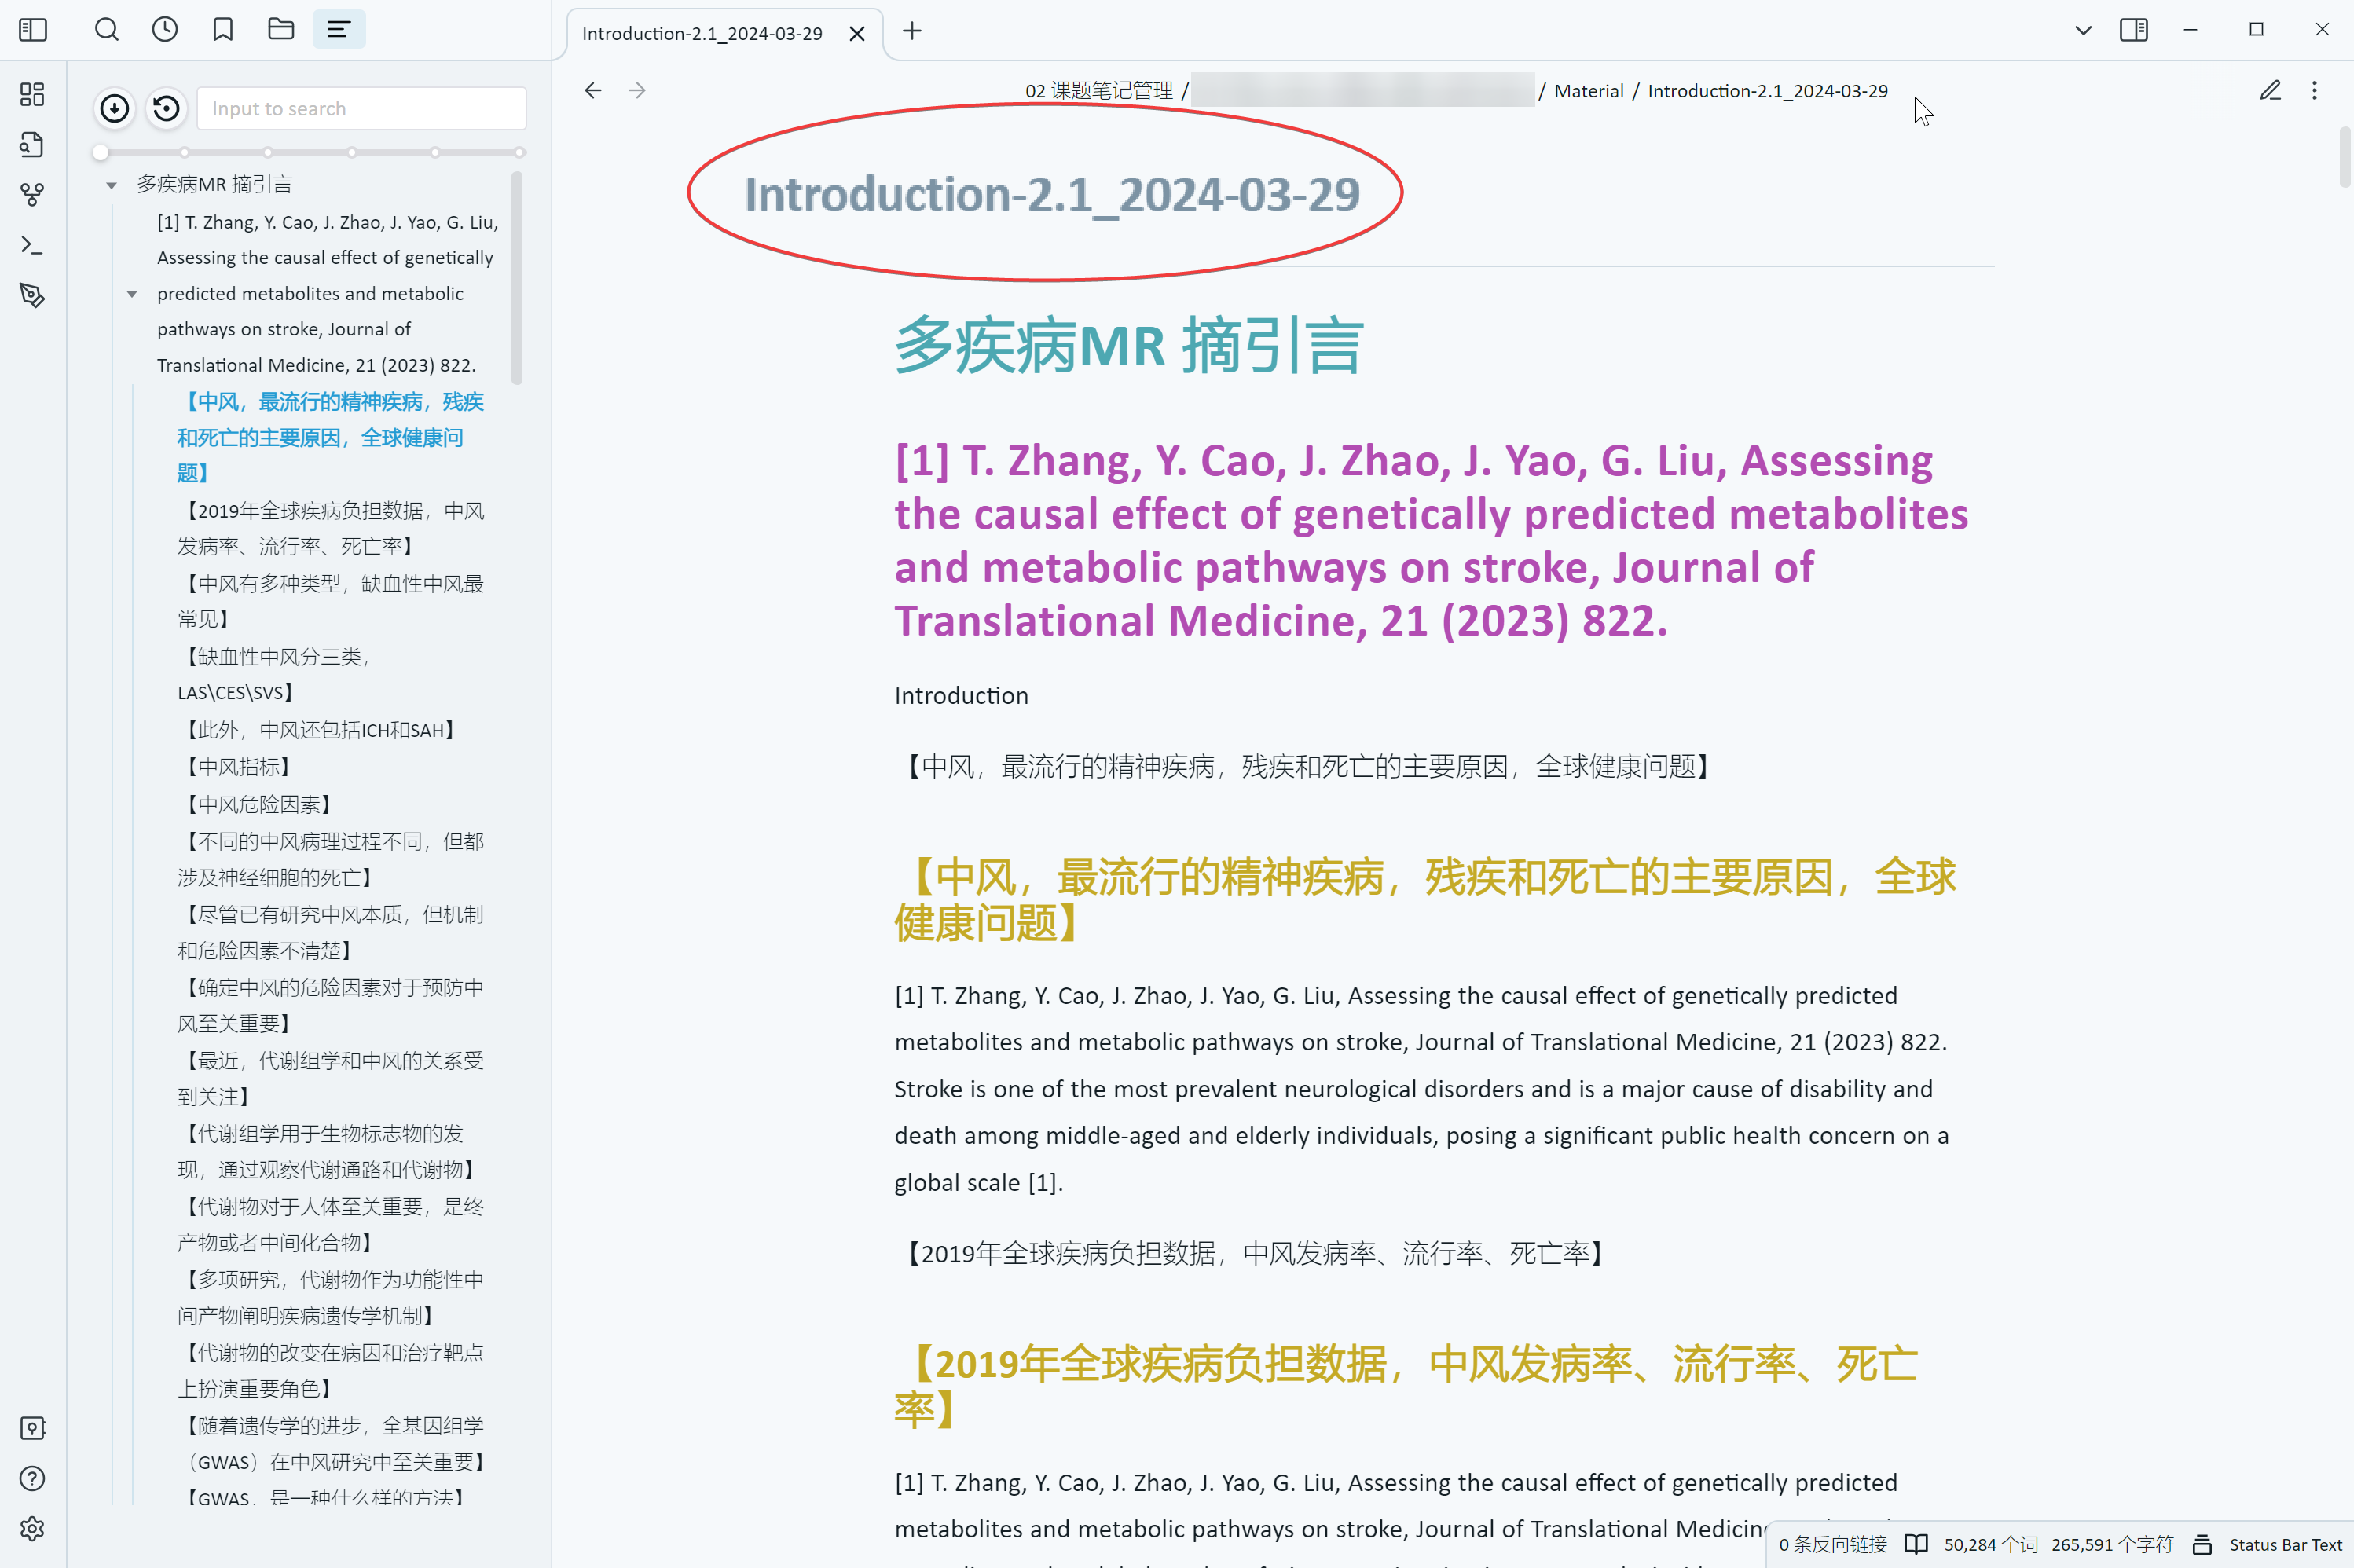 Introduction-2.1_2024-03-29
Input to search
02 课题笔记管理 /
/ Material / Introduction-2.1_2024-03-29
多疾病MR 摘引言
[1] T. Zhang, Y. Cao, J. Zhao, J. Yao, G. Liu,
Assessing the causal effect of genetically
predicted metabolites and metabolic
pathways on stroke, Journal of
Translational Medicine, 21 (2023) 822.
【中风，最流行的精神疾病，残疾
和死亡的主要原因，全球健康问
题】
【2019年全球疾病负担数据，中风
发病率、流行率、死亡率】
【中风有多种类型，缺血性中风最
常见】
【缺血性中风分三类，
LAS\CES\SVS】
【此外，中风还包括ICH和SAH】
【中风指标】
【中风危险因素】
【不同的中风病理过程不同，但都
涉及神经细胞的死亡】
【尽管已有研究中风本质，但机制
和危险因素不清楚】
【确定中风的危险因素对于预防中
风至关重要】
【最近，代谢组学和中风的关系受
到关注】
【代谢组学用于生物标志物的发
现，通过观察代谢通路和代谢物】
【代谢物对于人体至关重要，是终
产物或者中间化合物】
【多项研究，代谢物作为功能性中
间产物阐明疾病遗传学机制】
【代谢物的改变在病因和治疗靶点
上扮演重要角色】
【随着遗传学的进步，全基因组学
（GWAS）在中风研究中至关重要】
【GWAS，是一种什么样的方法】
Introduction-2.1_2024-03-29
多疾病MR 摘引言
[1] T. Zhang, Y. Cao, J. Zhao, J. Yao, G. Liu, Assessing
the causal effect of genetically predicted metabolites
and metabolic pathways on stroke, Journal of
Translational Medicine, 21 (2023) 822.
Introduction
【中风，最流行的精神疾病，残疾和死亡的主要原因，全球健康问题】
【中风，最流行的精神疾病，残疾和死亡的主要原因，全球
健康问题】
[1] T. Zhang, Y. Cao, J. Zhao, J. Yao, G. Liu, Assessing the causal effect of genetically predicted
metabolites and metabolic pathways on stroke, Journal of Translational Medicine, 21 (2023) 822.
Stroke is one of the most prevalent neurological disorders and is a major cause of disability and
death among middle-aged and elderly individuals, posing a significant public health concern on a
global scale [1].
【2019年全球疾病负担数据，中风发病率、流行率、死亡率】
【2019年全球疾病负担数据，中风发病率、流行率、死亡
率】
[1] T. Zhang, Y. Cao, J. Zhao, J. Yao, G. Liu, Assessing the causal effect of genetically predicted
metabolites and metabolic pathways on stroke, Journal of Translational Medicin
0 条反向链接 50,284 个词 265,591 个字符 Status Bar Text